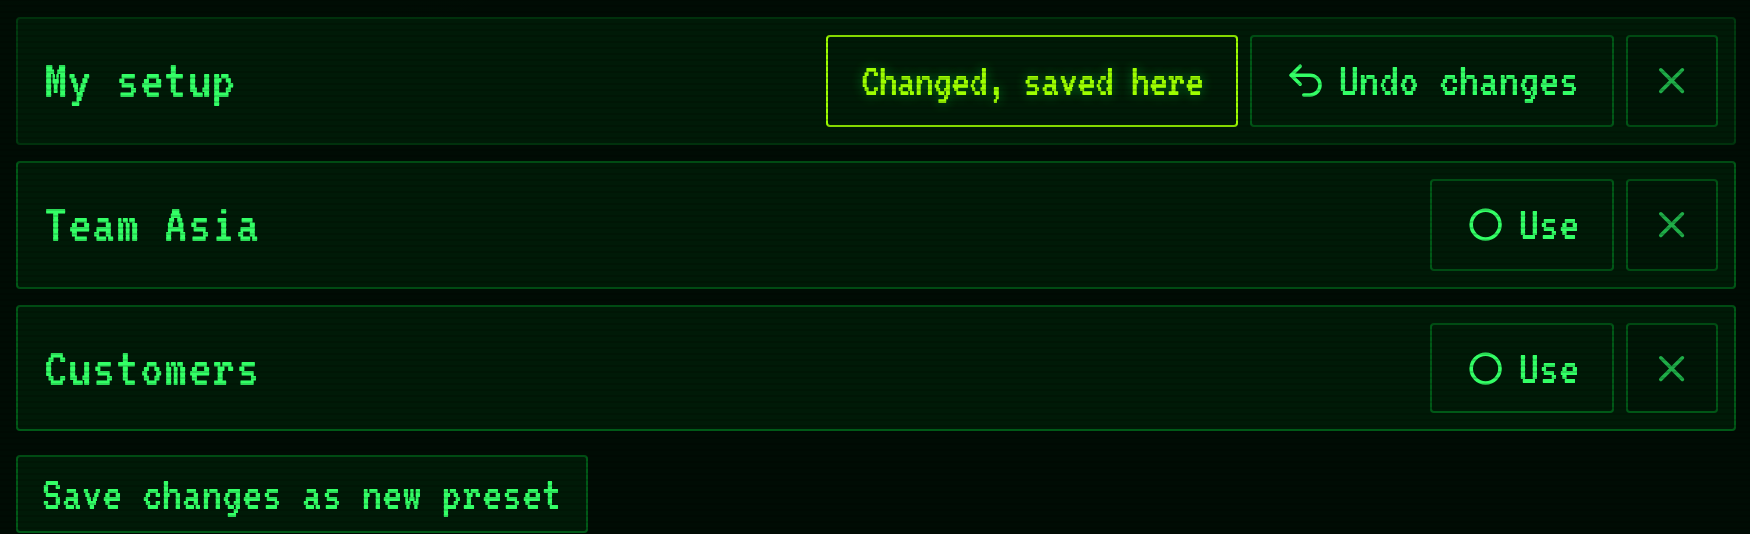 My setup
Changed, saved here
Undo changes
Team Asia
Use
Customers
Use
Save changes as new preset